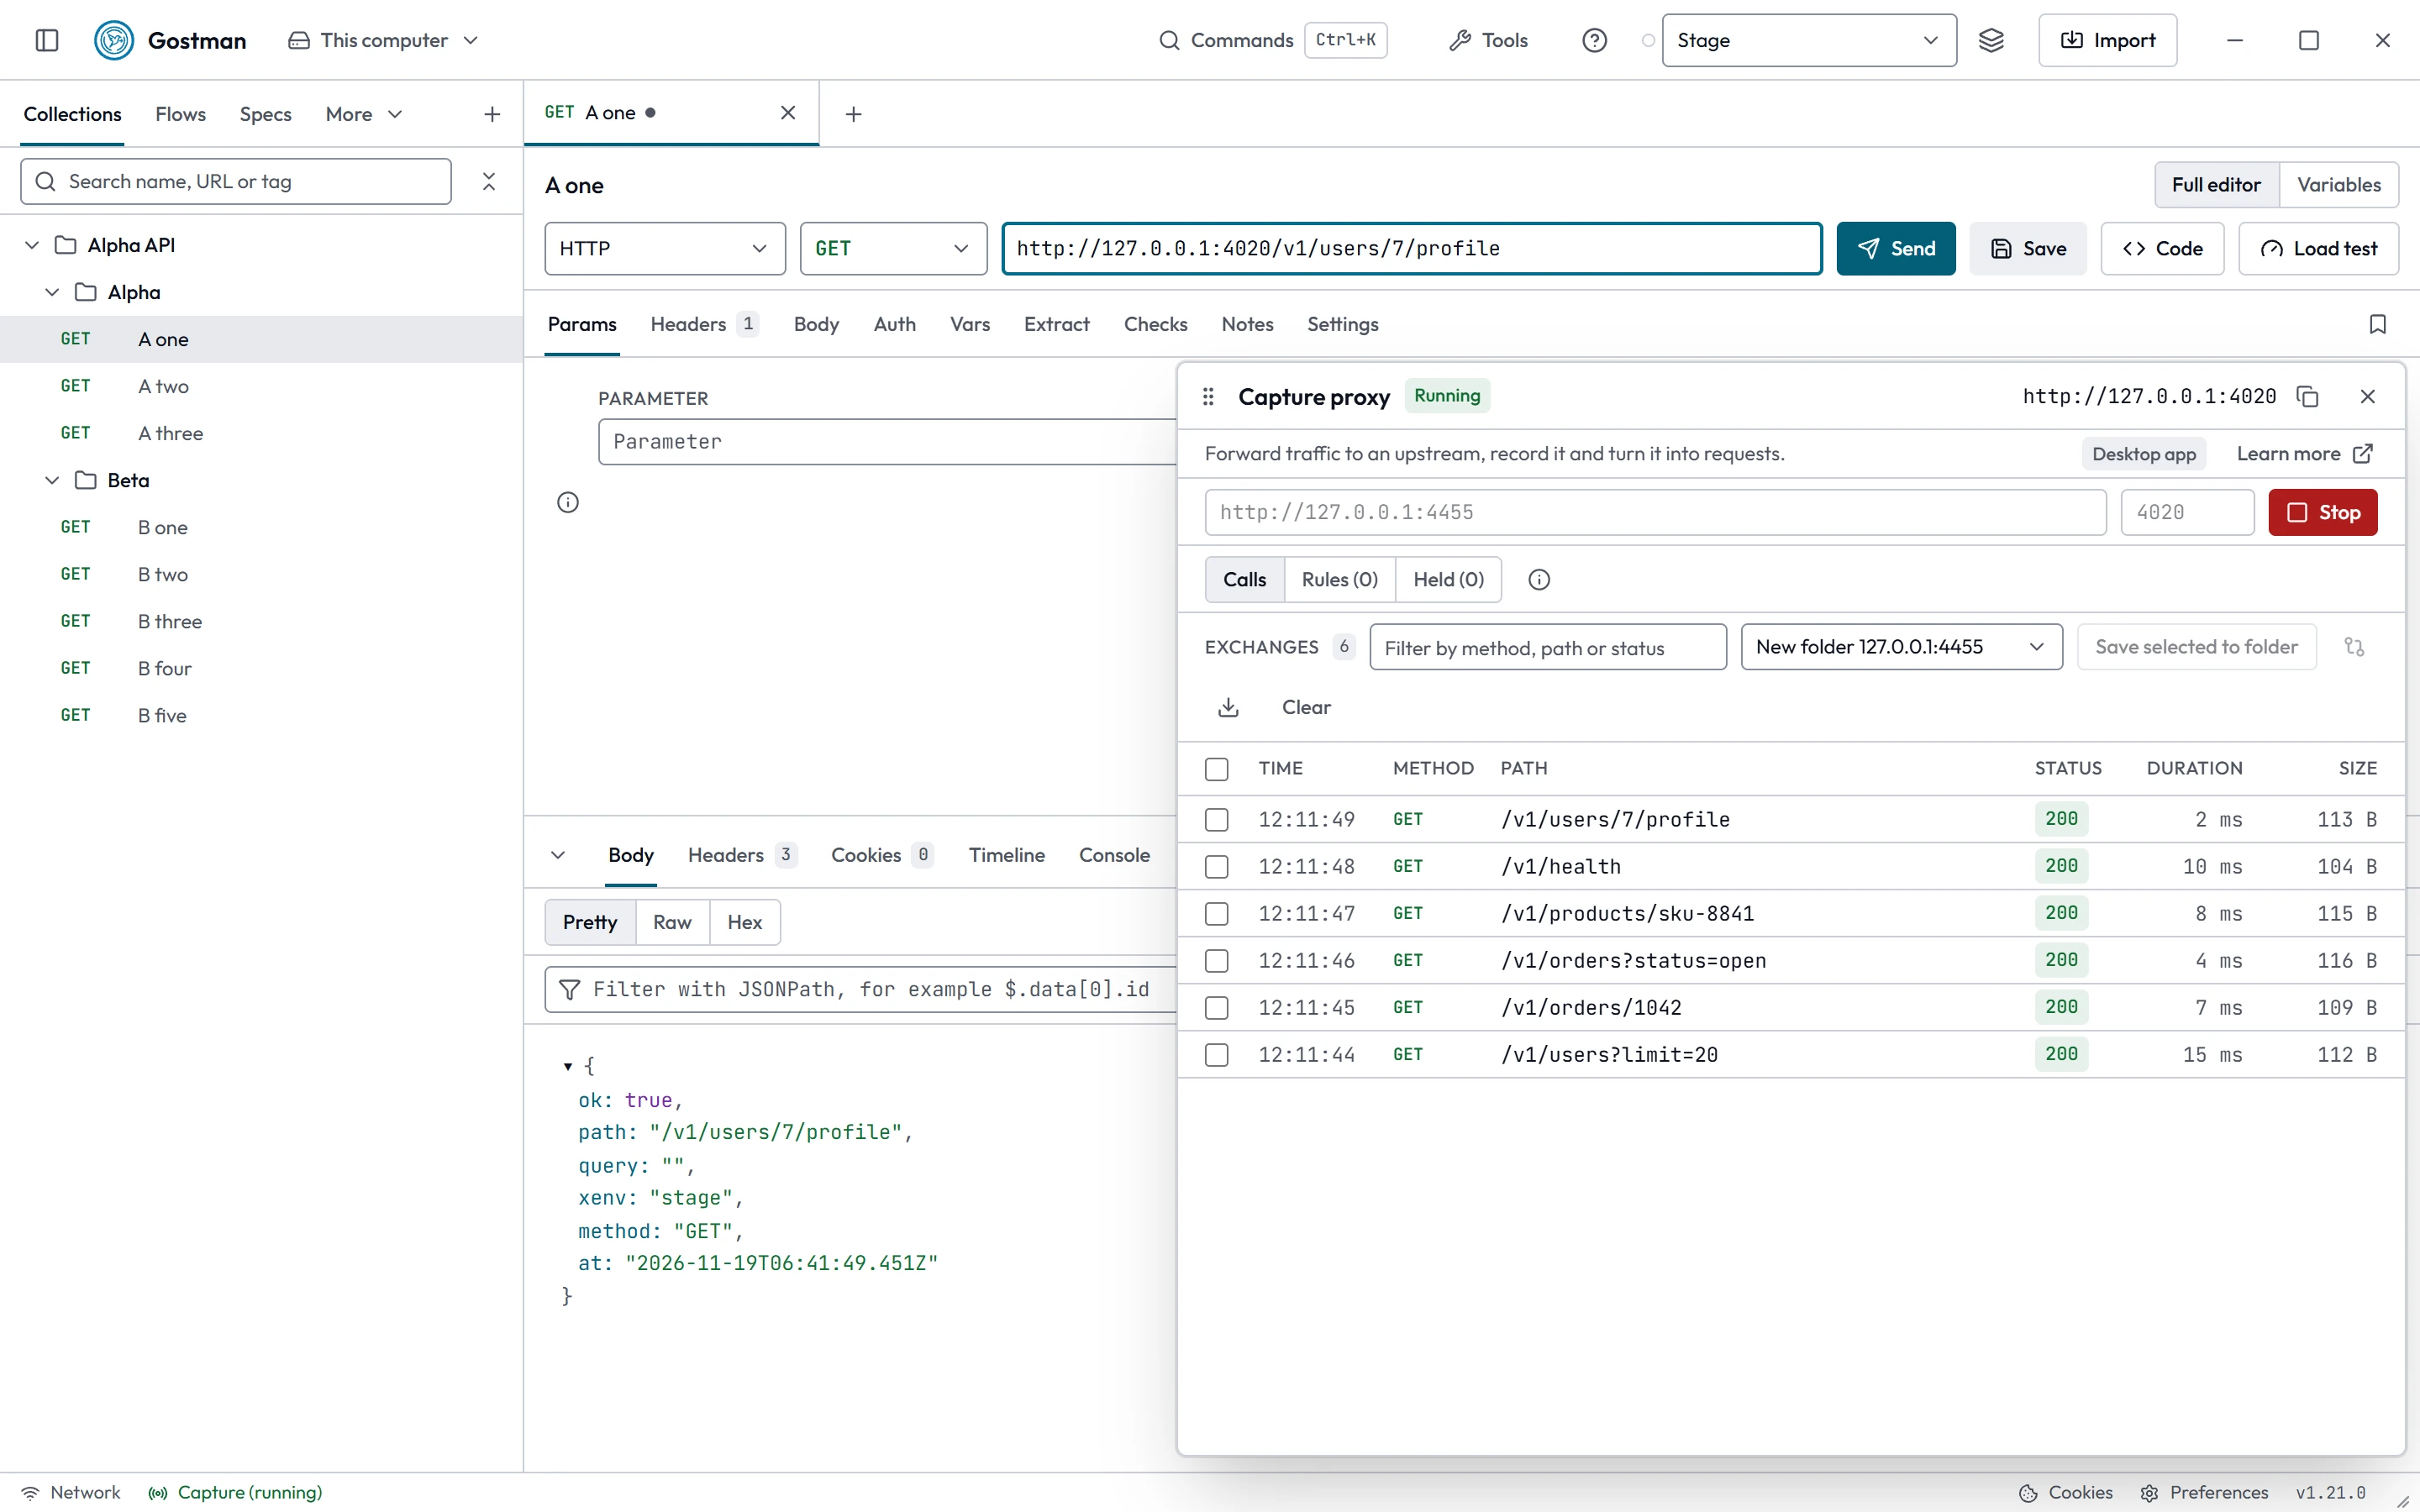 Gostman This computer Commands Ctrl+K Tools Stage Import
Collections Flows Specs More
GET A one
Search name, URL or tag
A one
Full editor Variables
HTTP GET http://127.0.0.1:4020/v1/users/7/profile Send Save Code Load test
Params Headers 1 Body Auth Vars Extract Checks Notes Settings
Alpha API
Alpha
GET A one
GET A two
GET A three
Beta
GET B one
GET B two
GET B three
GET B four
GET B five
PARAMETER
Parameter
Capture proxy Running http://127.0.0.1:4020
Forward traffic to an upstream, record it and turn it into requests. Desktop app Learn more
http://127.0.0.1:4455 4020 Stop
Calls Rules (0) Held (0)
EXCHANGES 6 Filter by method, path or status New folder 127.0.0.1:4455 Save selected to folder
Clear
TIME METHOD PATH STATUS DURATION SIZE
12:11:49 GET /v1/users/7/profile 200 2 ms 113 B
12:11:48 GET /v1/health 200 10 ms 104 B
12:11:47 GET /v1/products/sku-8841 200 8 ms 115 B
12:11:46 GET /v1/orders?status=open 200 4 ms 116 B
12:11:45 GET /v1/orders/1042 200 7 ms 109 B
12:11:44 GET /v1/users?limit=20 200 15 ms 112 B
Body Headers 3 Cookies 0 Timeline Console
Pretty Raw Hex
Filter with JSONPath, for example $.data[0].id
{
ok: true,
path: "/v1/users/7/profile",
query: "",
xenv: "stage",
method: "GET",
at: "2026-11-19T06:41:49.451Z"
}
Network Capture (running) Cookies Preferences v1.21.0